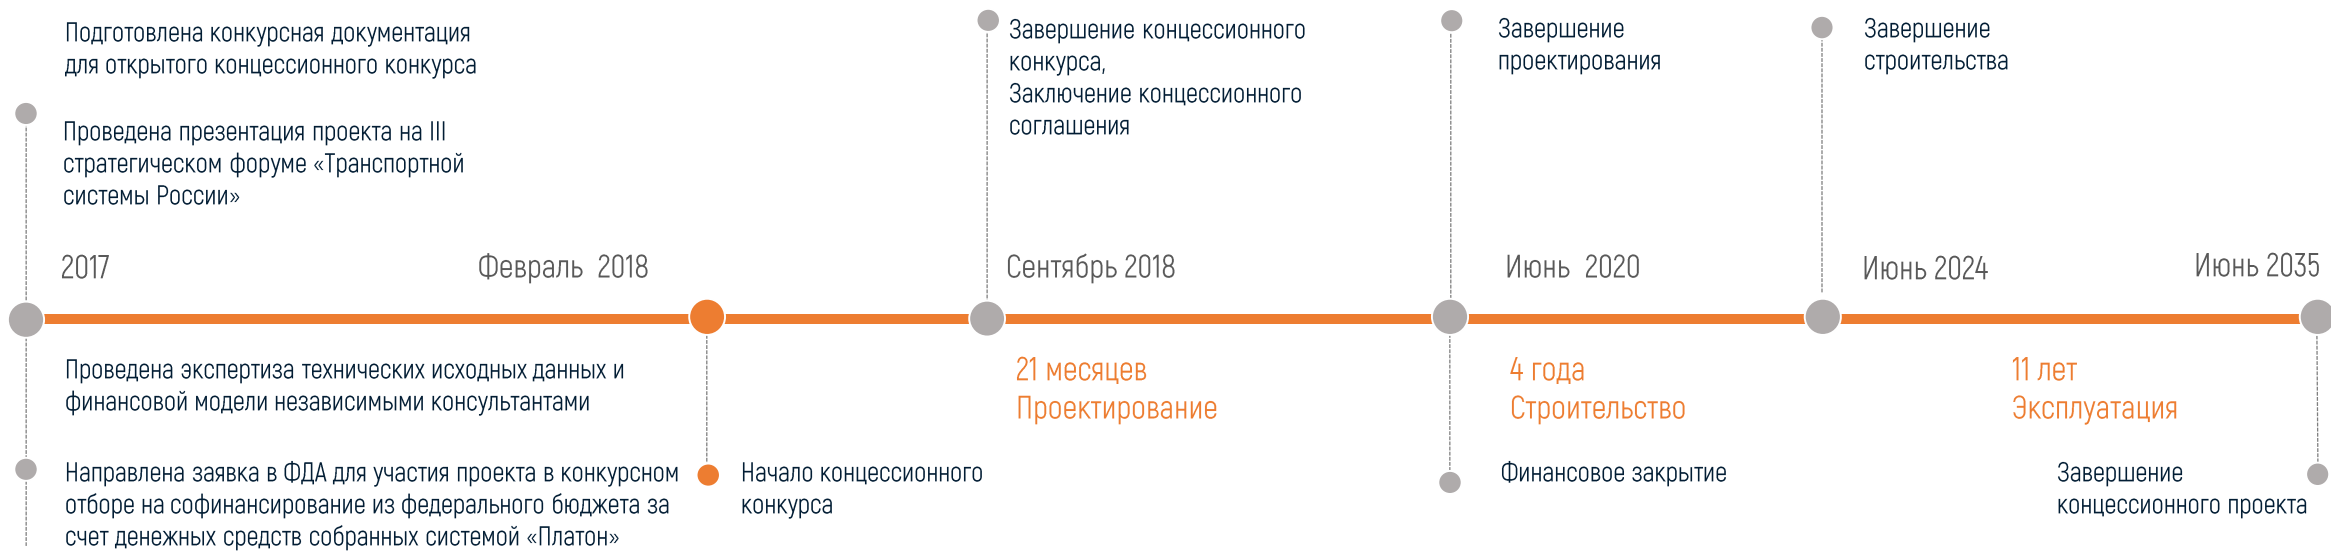 Подготовлена конкурсная документация
для открытого концессионного конкурса
Проведена презентация проекта на III
стратегическом форуме «Транспортной
системы России»
Завершение концессионного
конкурса,
Заключение концессионного
соглашения
Завершение
проектирования
Завершение
строительства
2017
Февраль 2018
Сентябрь 2018
Июнь 2020
Июнь 2024
Июнь 2035
Проведена экспертиза технических исходных данных и
финансовой модели независимыми консультантами
21 месяцев
Проектирование
4 года
Строительство
11 лет
Эксплуатация
Направлена заявка в ФДА для участия проекта в конкурсном
отборе на софинансирование из федерального бюджета за
счет денежных средств собранных системой «Платон»
Начало концессионного
конкурса
Финансовое закрытие
Завершение
концессионного проекта